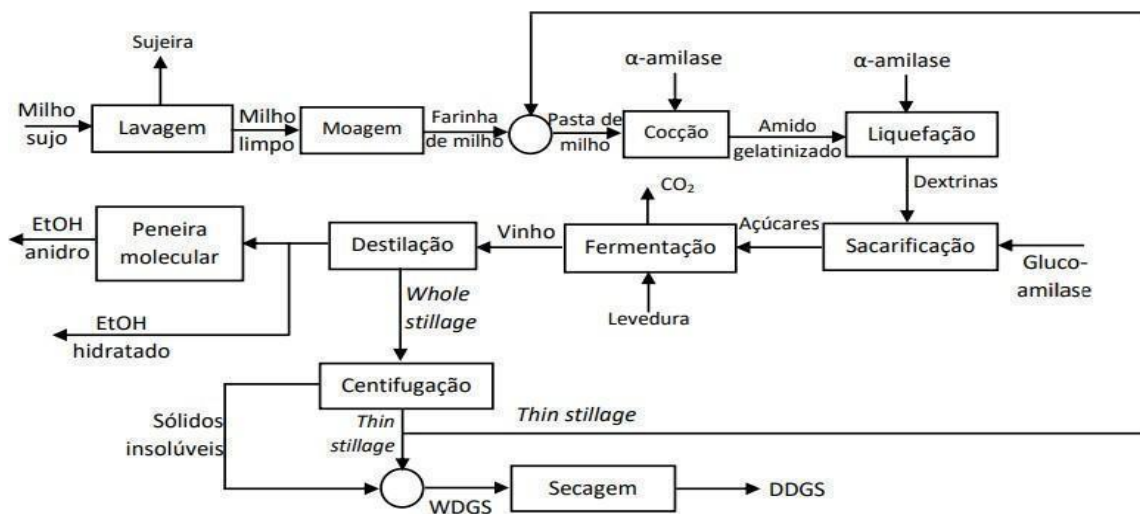 Sujeira
α-amilase
α-amilase
Milho
sujo
Lavagem
Milho
limpo
Moagem
Farinha
de milho
Pasta de
milho
Cocção
Amido
gelatinizado
Liquefação
Dextrinas
CO₂
EtOH
anidro
Peneira
molecular
Destilação
Vinho
Fermentação
Açúcares
Sacarificação
Gluco-
amilase
Whole
stillage
Levedura
EtOH
hidratado
Centifugação
Sólidos
insolúveis
Thin
stillage
Thin stillage
WDGS
Secagem
DDGS